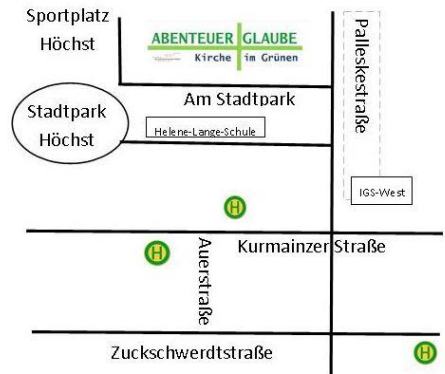 Sportplatz
Höchst
ABENTEUER GLAUBE
Kirche im Grünen
Palleskestraße
Am Stadtpark
Stadtpark
Höchst
Helene-Lange-Schule
IGS-West
H
Kurmainzer Straße
H
Auerstraße
Zuckschwerdtstraße
H